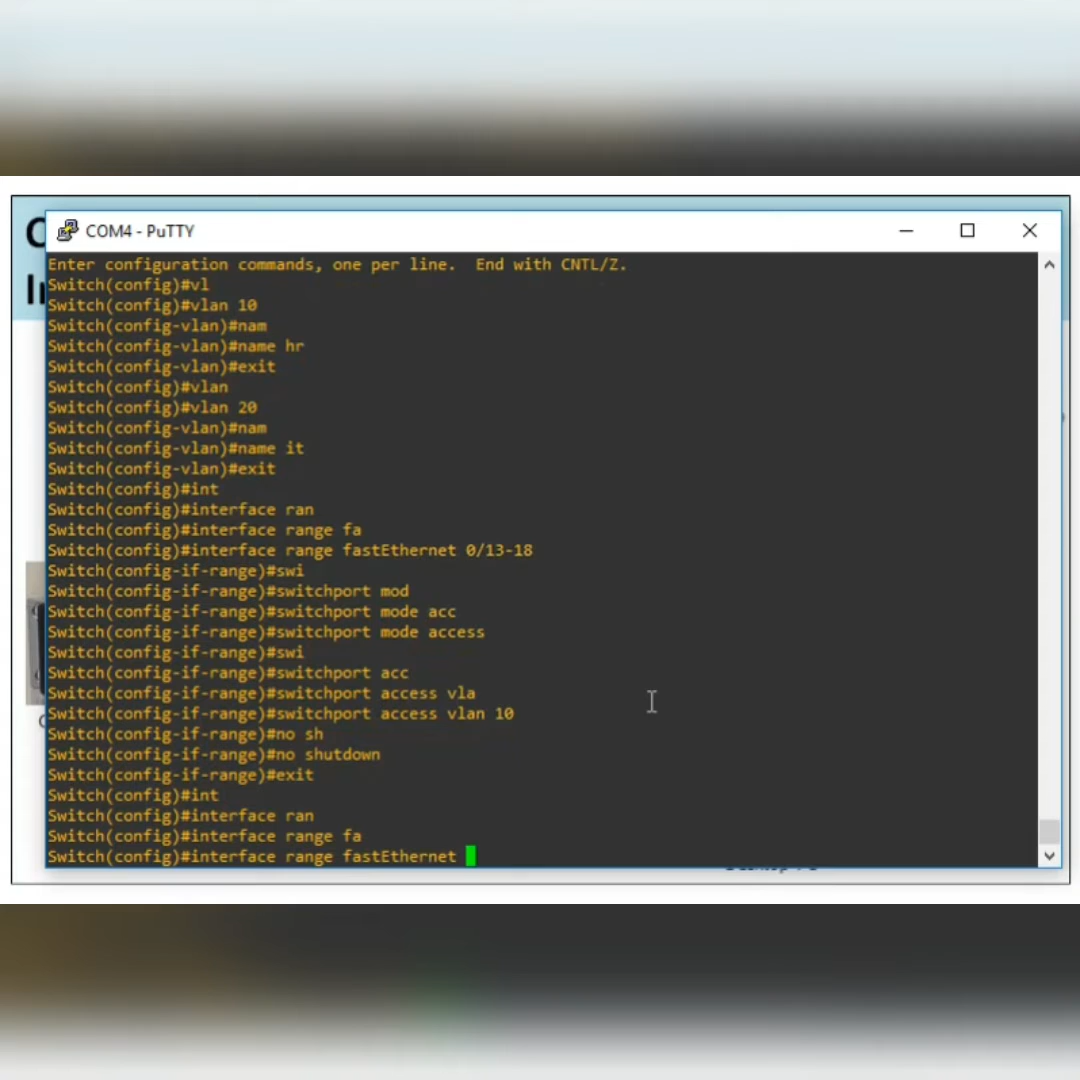 COM4 - PuTTY
Enter configuration commands, one per line.  End with CNTL/Z.
Switch(config)#vl
Switch(config)#vlan 10
Switch(config-vlan)#nam
Switch(config-vlan)#name hr
Switch(config-vlan)#exit
Switch(config)#vlan
Switch(config)#vlan 20
Switch(config-vlan)#nam
Switch(config-vlan)#name it
Switch(config-vlan)#exit
Switch(config)#int
Switch(config)#interface ran
Switch(config)#interface range fa
Switch(config)#interface range fastEthernet 0/13-18
Switch(config-if-range)#swi
Switch(config-if-range)#switchport mod
Switch(config-if-range)#switchport mode acc
Switch(config-if-range)#switchport mode access
Switch(config-if-range)#swi
Switch(config-if-range)#switchport acc
Switch(config-if-range)#switchport access vla
Switch(config-if-range)#switchport access vlan 10
Switch(config-if-range)#no sh
Switch(config-if-range)#no shutdown
Switch(config-if-range)#exit
Switch(config)#int
Switch(config)#interface ran
Switch(config)#interface range fa
Switch(config)#interface range fastEthernet